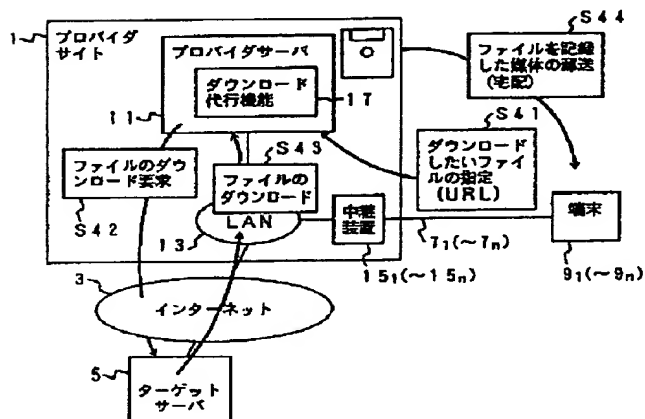 1
プロバイダ
サイト
プロバイダサーバ
ダウンロード
代行機能
17
11
S44
ファイルを記録
した媒体の郵送
(宅配)
S41
ダウンロード
したいファイ
ルの指定
(URL)
S43
ファイルのダウ
ンロード要求
S42
ファイルの
ダウンロード
LAN
13
中継
装置
端末
7₁(~7ₙ)
15₁(~15ₙ)
9₁(~9ₙ)
3
インターネット
5
ターゲット
サーバ